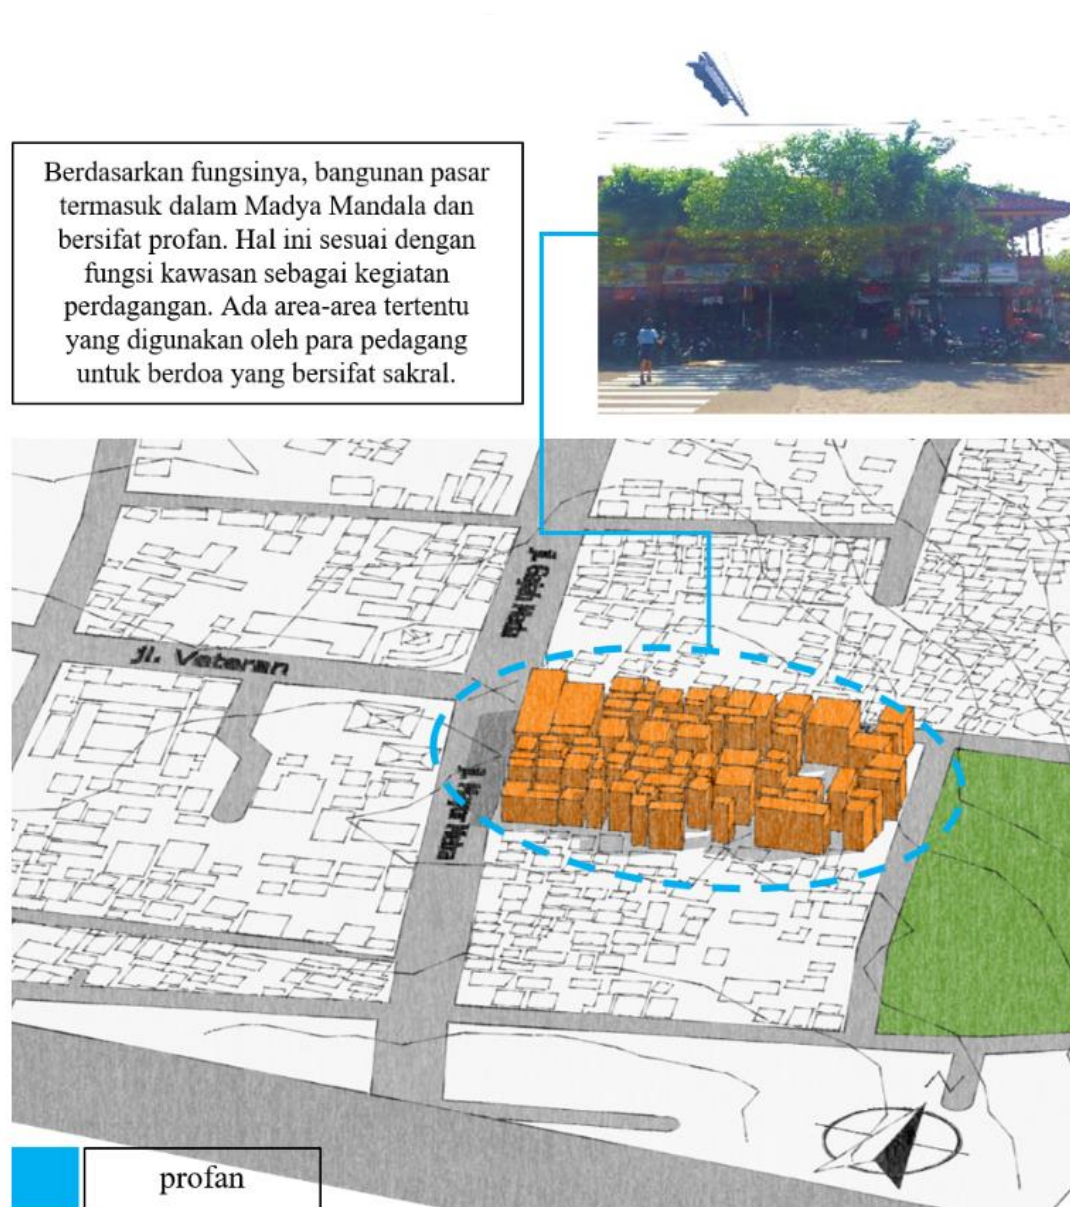 Berdasarkan fungsinya, bangunan pasar
termasuk dalam Madya Mandala dan
bersifat profan. Hal ini sesuai dengan
fungsi kawasan sebagai kegiatan
perdagangan. Ada area-area tertentu
yang digunakan oleh para pedagang
untuk berdoa yang bersifat sakral.
Gajah Mada
jl. Veteran
profan